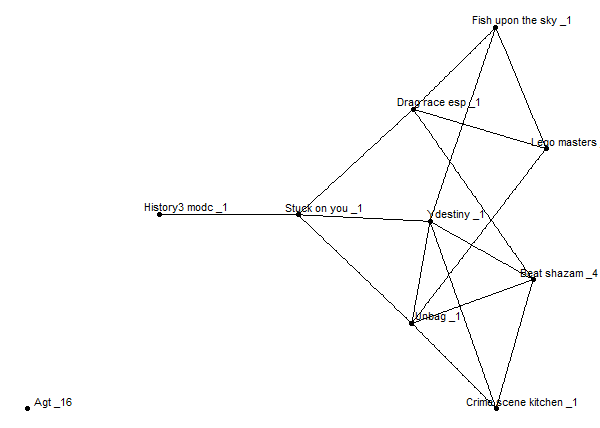 Fish upon the sky _1
Drag race esp _1
Lego masters
History3 modc _1
Stuck on you _1
Ydestiny _1
Beat shazam _4
Unbag _1
Agt _16
Crime scene kitchen _1